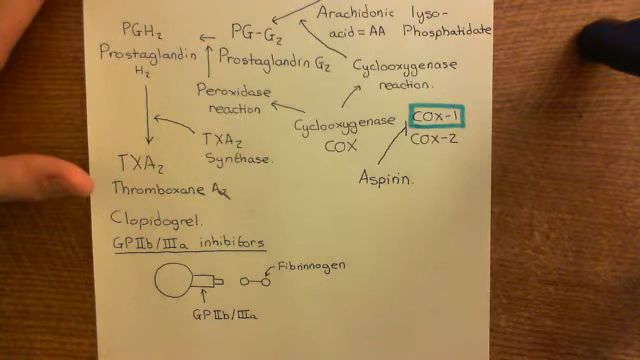 Arachidonic lyso-
acid = AA Phosphatidate
PGH2 PG-G2
Prostaglandin H2
Prostaglandin G2
Cyclooxygenase
reaction.
Peroxidase
reaction
Cyclooxygenase
COX
COX-1
COX-2
TXA2
Synthase.
Aspirin.
TXA2
Thromboxane A2
Clopidogrel.
GPIIb/IIIa inhibitors
Fibrinnogen
GPIIb/IIIa